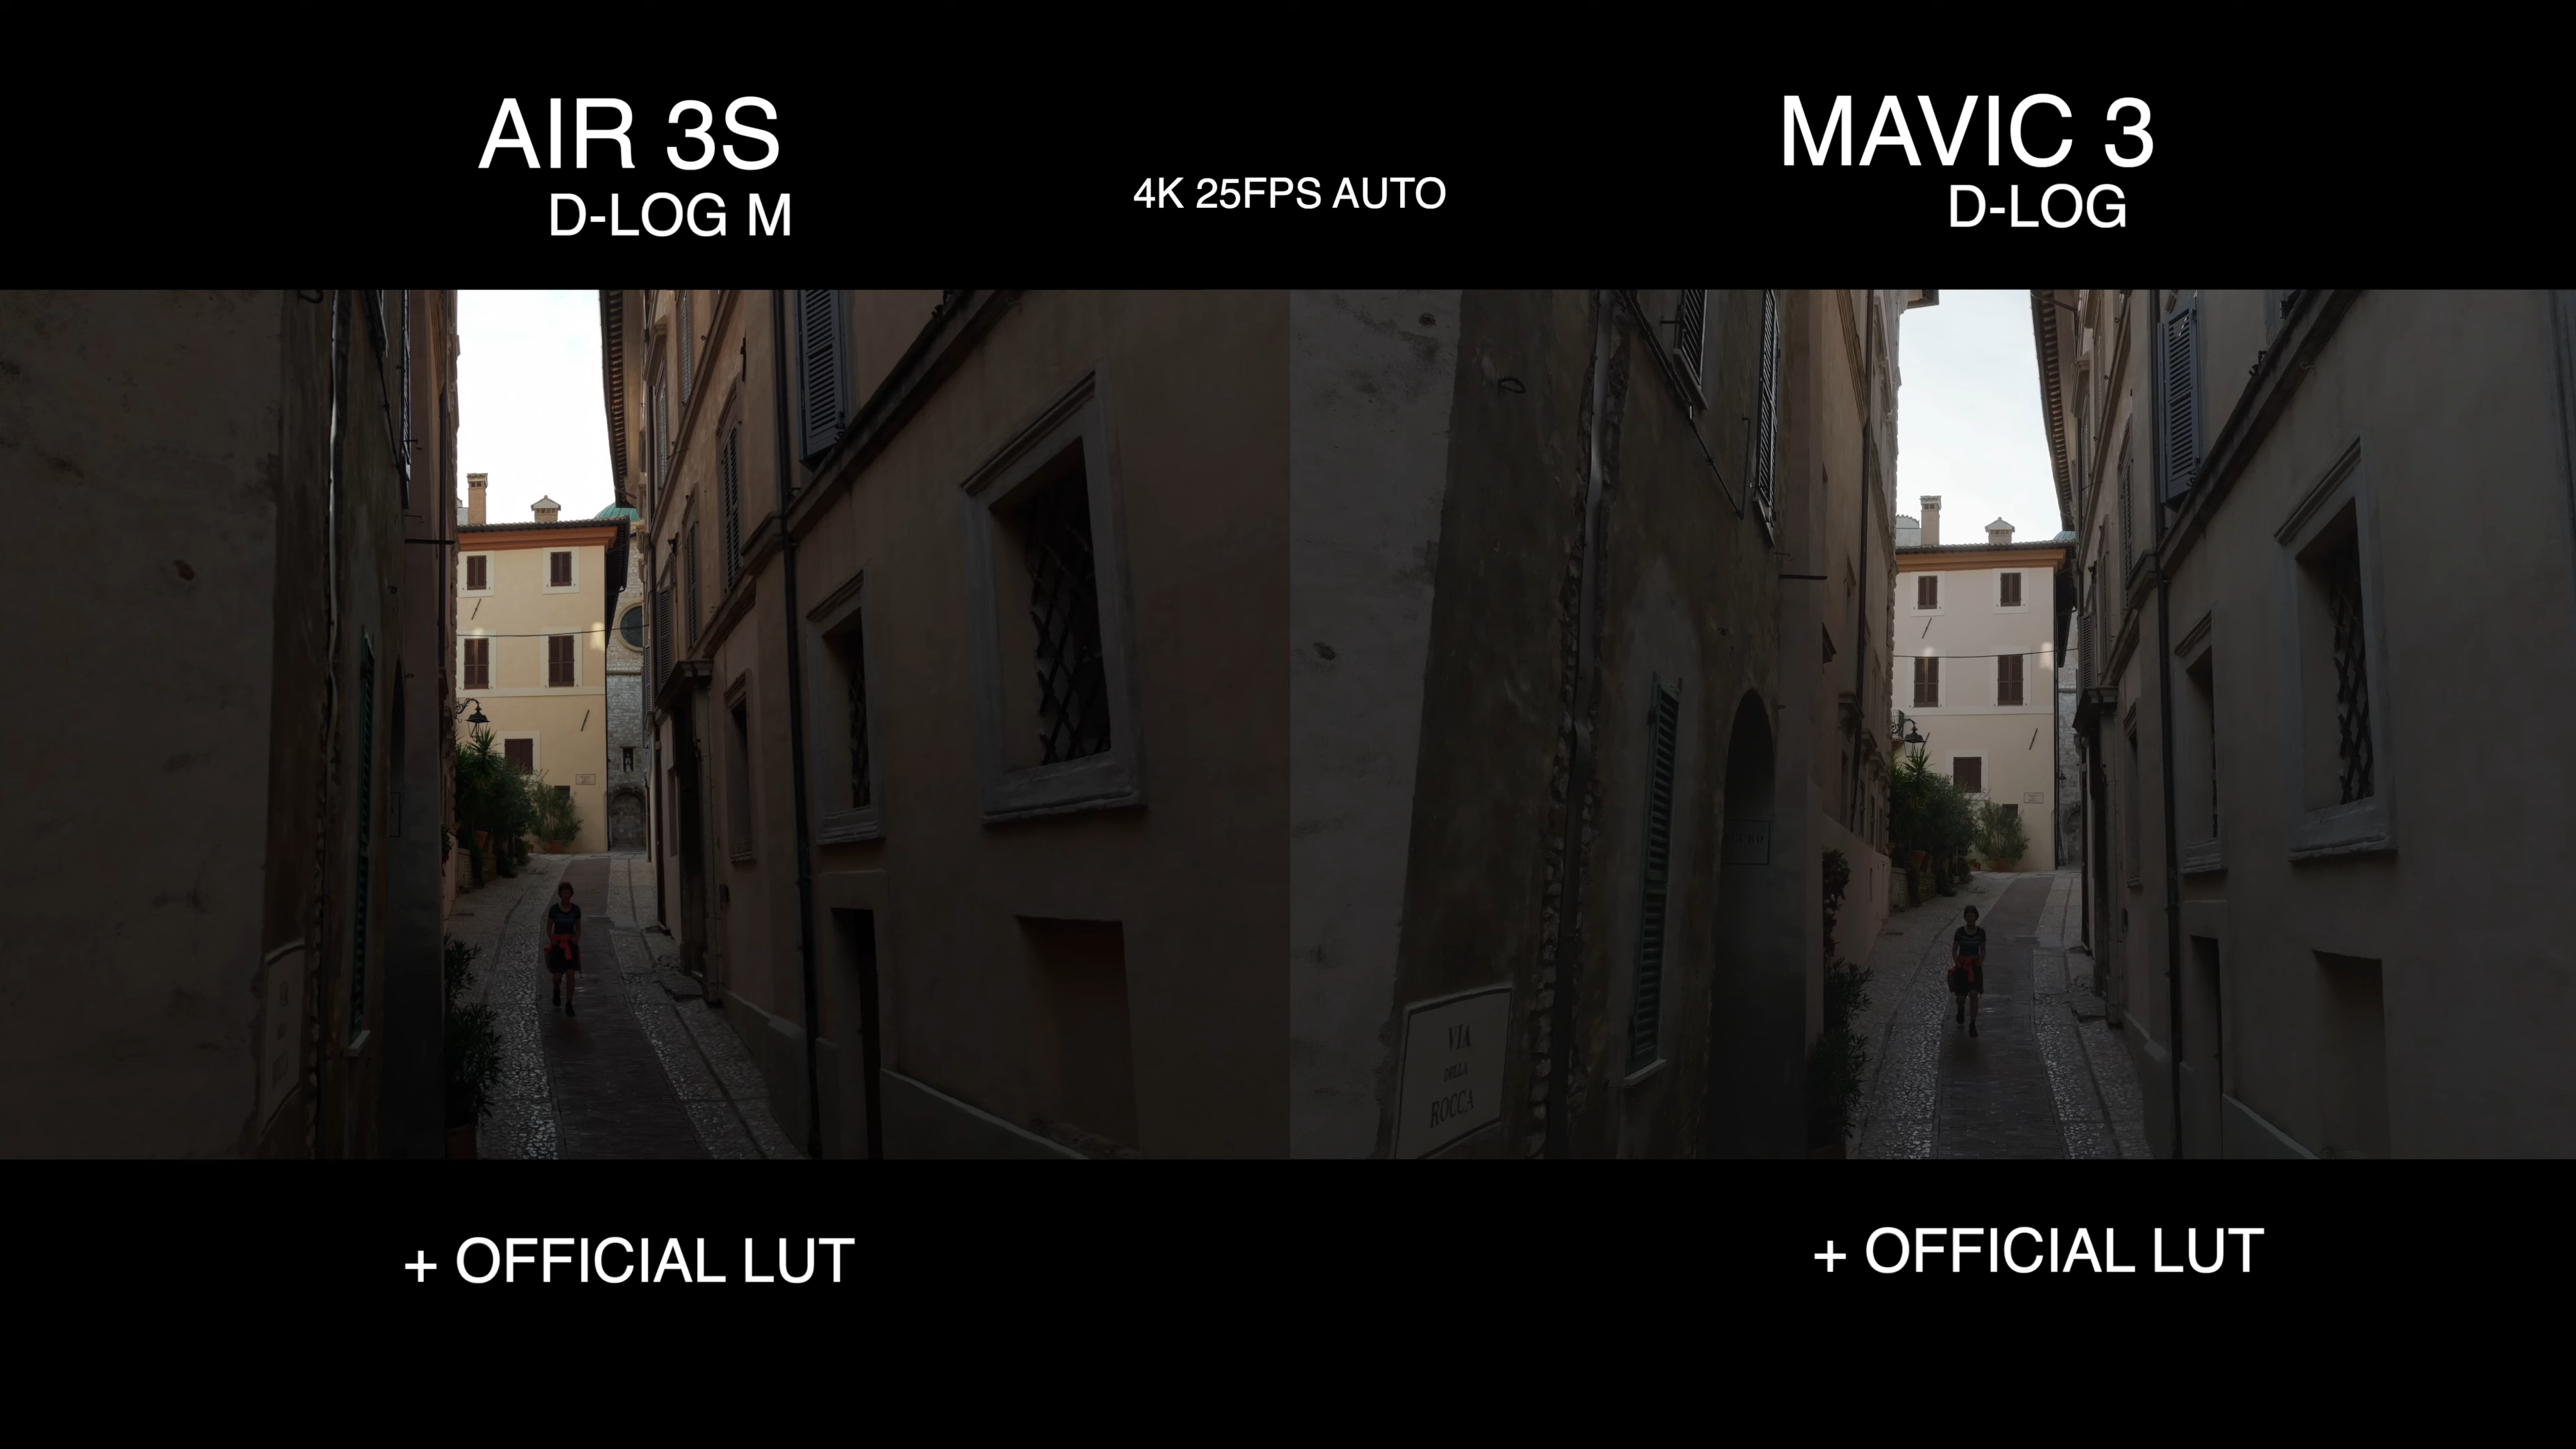 AIR 3S
D-LOG M
4K 25FPS AUTO
MAVIC 3
D-LOG
VIA
DELLA
ROCCA
+ OFFICIAL LUT
+ OFFICIAL LUT